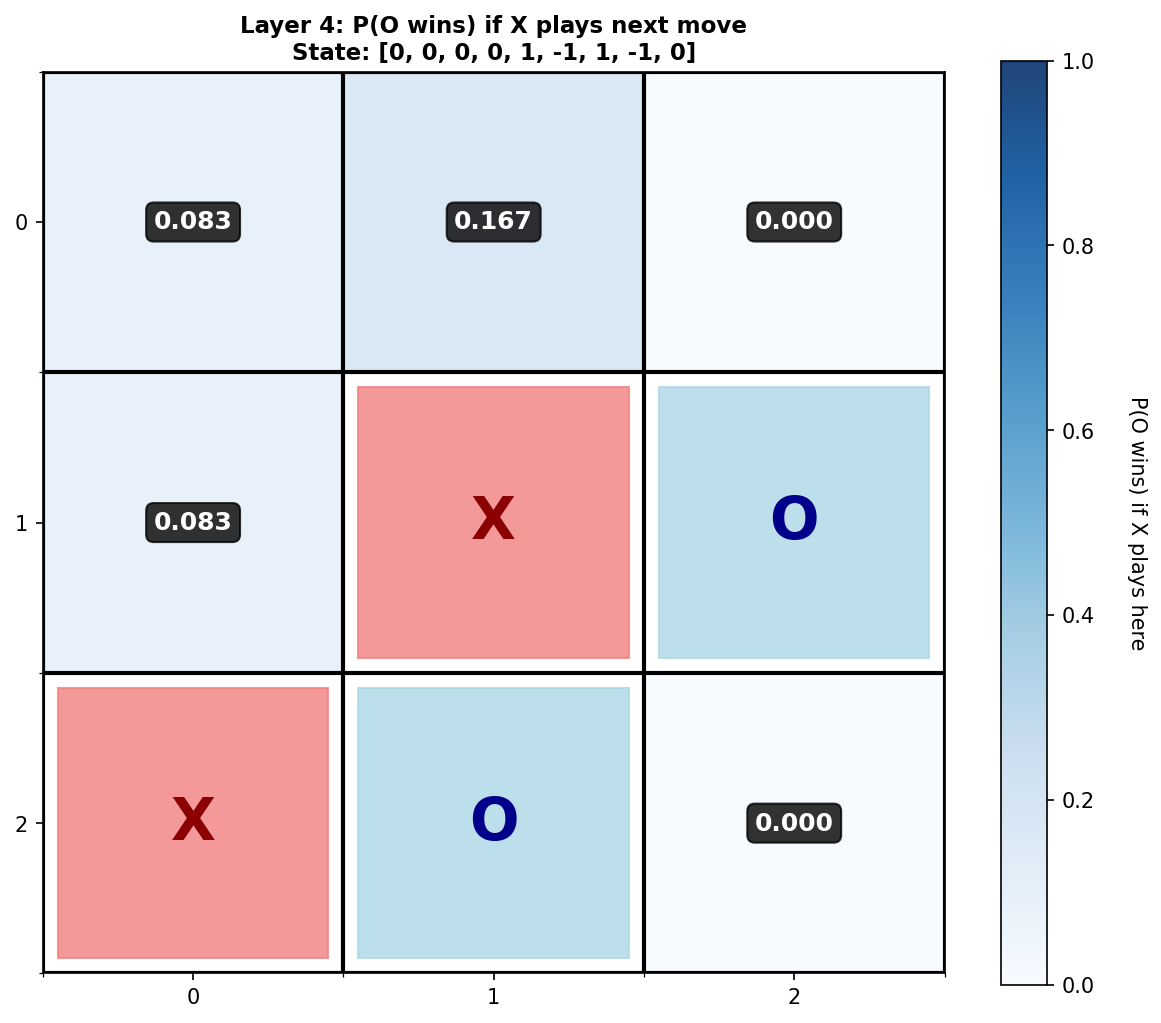 Layer 4: P(O wins) if X plays next move
State: [0, 0, 0, 0, 1, -1, 1, -1, 0]
0.083
0.167
0.000
0
0.083
X
O
1
X
O
0.000
2
0
1
2
1.0
0.8
0.6
0.4
0.2
0.0
P(O wins) if X plays here